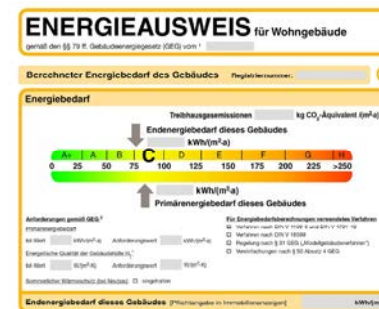 ENERGIEAUSWEIS für Wohngebäude
gemäß den §§ 79 ff. Gebäudeenergiegesetz (GEG) vom ¹
Berechneter Energiebedarf des Gebäudes Registriernummer:
Energiebedarf
Treibhausgasemissionen kg CO₂-Äquivalent /(m²·a)
Endenergiebedarf dieses Gebäudes
kWh/(m²·a)
A+ A B C D E F G H
0 25 50 75 100 125 150 175 200 225 >250
kWh/(m²·a)
Primärenergiebedarf dieses Gebäudes
Anforderungen gemäß GEG² Für Energiebedarfsberechnungen verwendetes Verfahren
Primärenergiebedarf
Verfahren nach DIN V 18599
Ist-Wert kWh/(m²·a) Anforderungswert kWh/(m²·a)
Regelung nach § 31 GEG („Modellgebäudeverfahren“)
Energetische Qualität der Gebäudehülle Hₜ'
Vereinfachungen nach § 50 Absatz 4 GEG
Ist-Wert W/(m²·K) Anforderungswert W/(m²·K)
Sommerlicher Wärmeschutz (bei Neubau) eingehalten
Endenergiebedarf dieses Gebäudes [Pflichtangabe in Immobilienanzeigen]